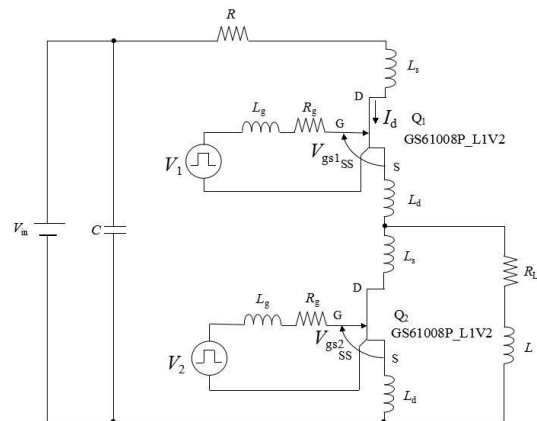 R
Ls
D
Lg
Rg
G
Id
Q1
GS61008P_L1V2
V1
Vgs1
SS
S
Ld
Vin
C
Ls
RL
D
Lg
Rg
G
Q2
GS61008P_L1V2
V2
Vgs2
SS
S
L
Ld